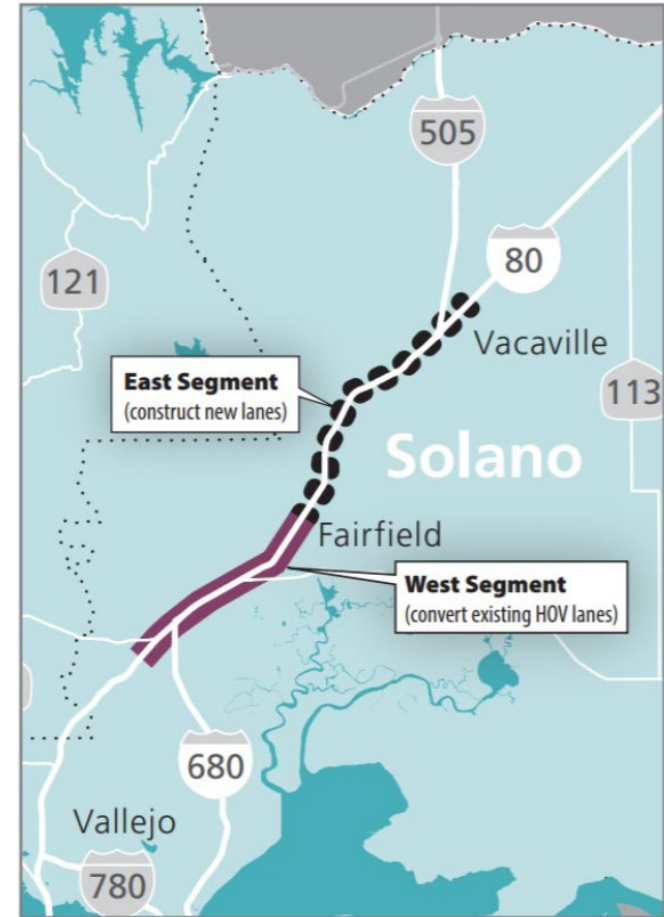 505
80
121
Vacaville
East Segment
(construct new lanes)
113
Solano
Fairfield
West Segment
(convert existing HOV lanes)
680
Vallejo
780